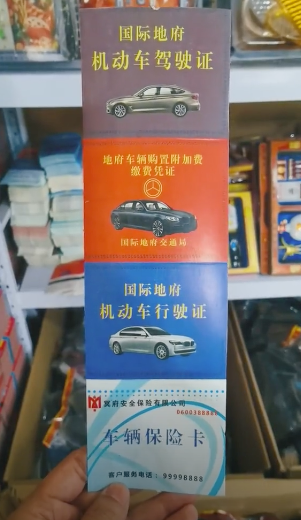 国际地府
机动车驾驶证
地府车辆购置附加费
缴费凭证
国际地府交通局
国际地府
机动车行驶证
冥府安全保险有限公司
车辆保险卡
客户服务电话：99998888